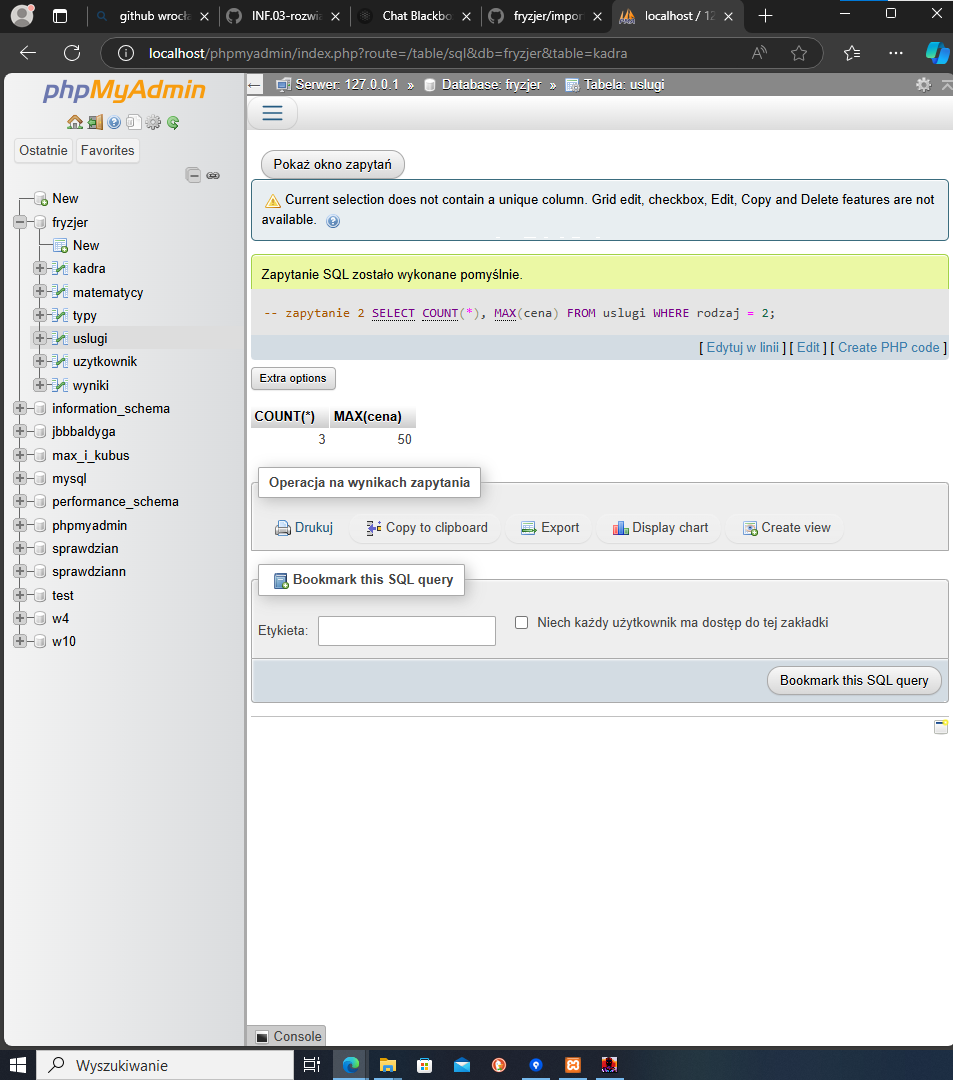 github wrocła
INF.03-rozwia
Chat Blackbo
fryzjer/impor
localhost / 12
localhost/phpmyadmin/index.php?route=/table/sql&db=fryzjer&table=kadra
phpMyAdmin
Serwer: 127.0.0.1 » Database: fryzjer » Tabela: uslugi
Ostatnie Favorites
New
fryzjer
New
kadra
matematycy
typy
uslugi
uzytkownik
wyniki
information_schema
jbbbaldyga
max_i_kubus
mysql
performance_schema
phpmyadmin
sprawdzian
sprawdziann
test
w4
w10
Pokaż okno zapytań
Current selection does not contain a unique column. Grid edit, checkbox, Edit, Copy and Delete features are not
available.
Zapytanie SQL zostało wykonane pomyślnie.
-- zapytanie 2 SELECT COUNT(*), MAX(cena) FROM uslugi WHERE rodzaj = 2;
[ Edytuj w linii ] [ Edit ] [ Create PHP code ]
Extra options
COUNT(*) MAX(cena)
3 50
Operacja na wynikach zapytania
Drukuj Copy to clipboard Export Display chart Create view
Bookmark this SQL query
Etykieta: Niech każdy użytkownik ma dostęp do tej zakładki
Bookmark this SQL query
Console
Wyszukiwanie